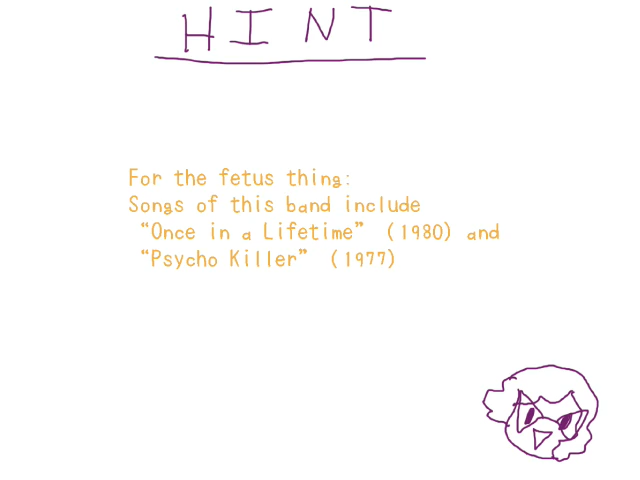 HINT
For the fetus thing:
Songs of this band include
“Once in a Lifetime” (1980) and
“Psycho Killer” (1977)